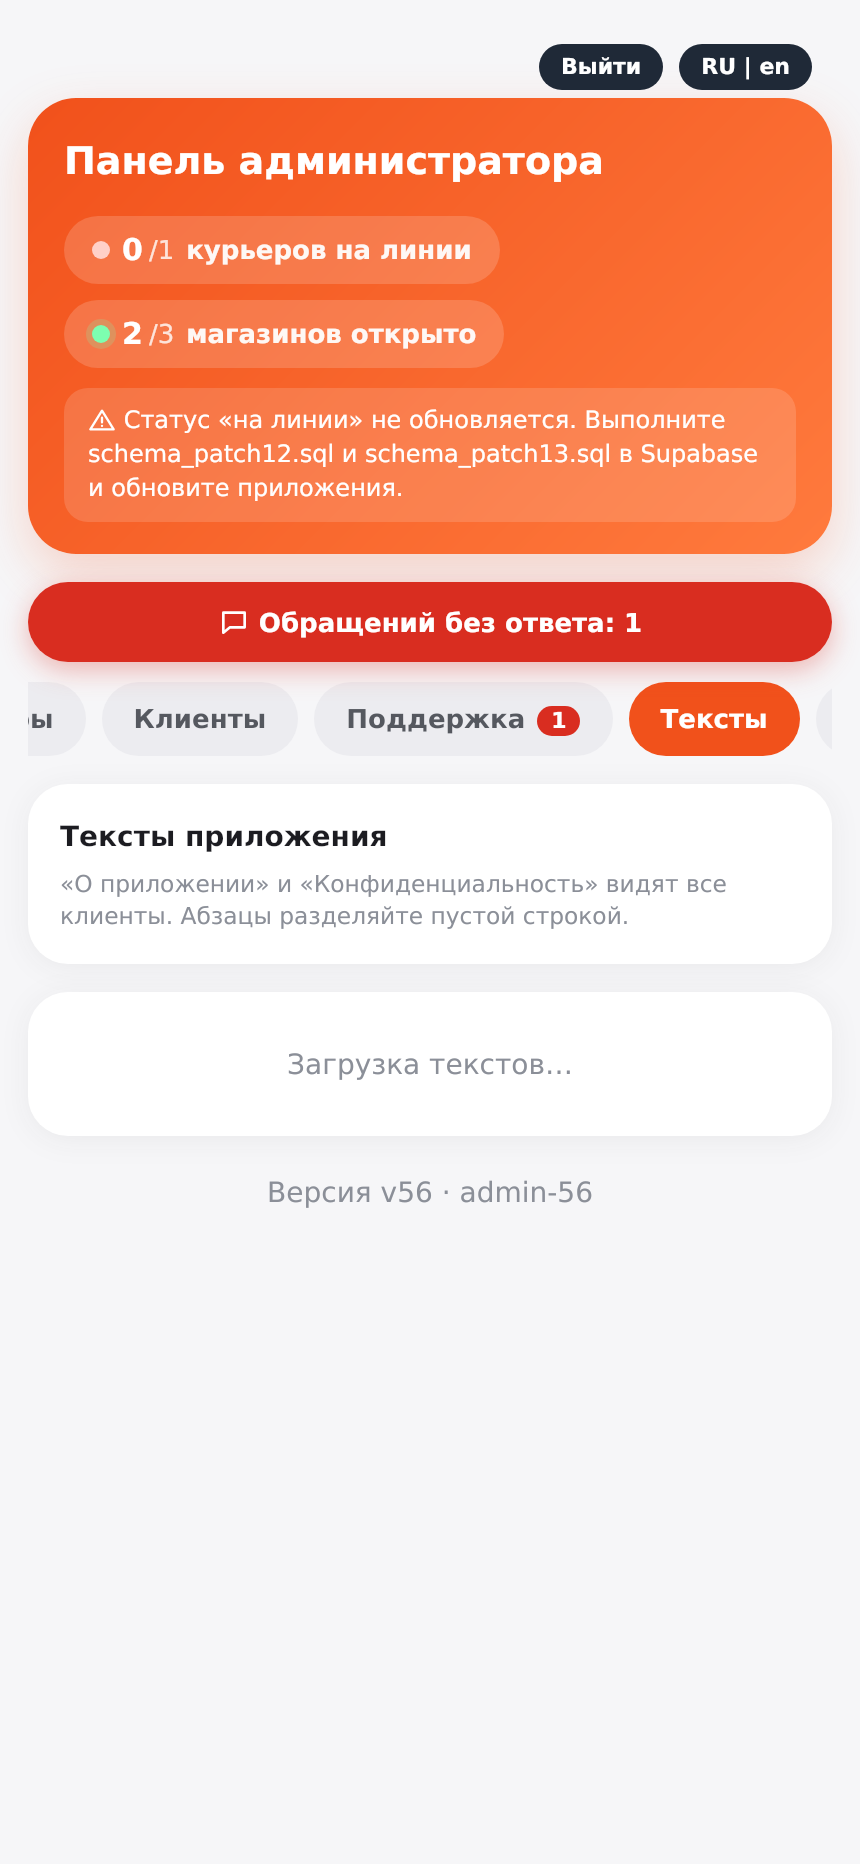 Выйти
RU | en
Панель администратора
0 /1 курьеров на линии
2 /3 магазинов открыто
Статус «на линии» не обновляется. Выполните
schema_patch12.sql и schema_patch13.sql в Supabase
и обновите приложения.
Обращений без ответа: 1
ры Клиенты Поддержка 1 Тексты
Тексты приложения
«О приложении» и «Конфиденциальность» видят все
клиенты. Абзацы разделяйте пустой строкой.
Загрузка текстов…
Версия v56 · admin-56